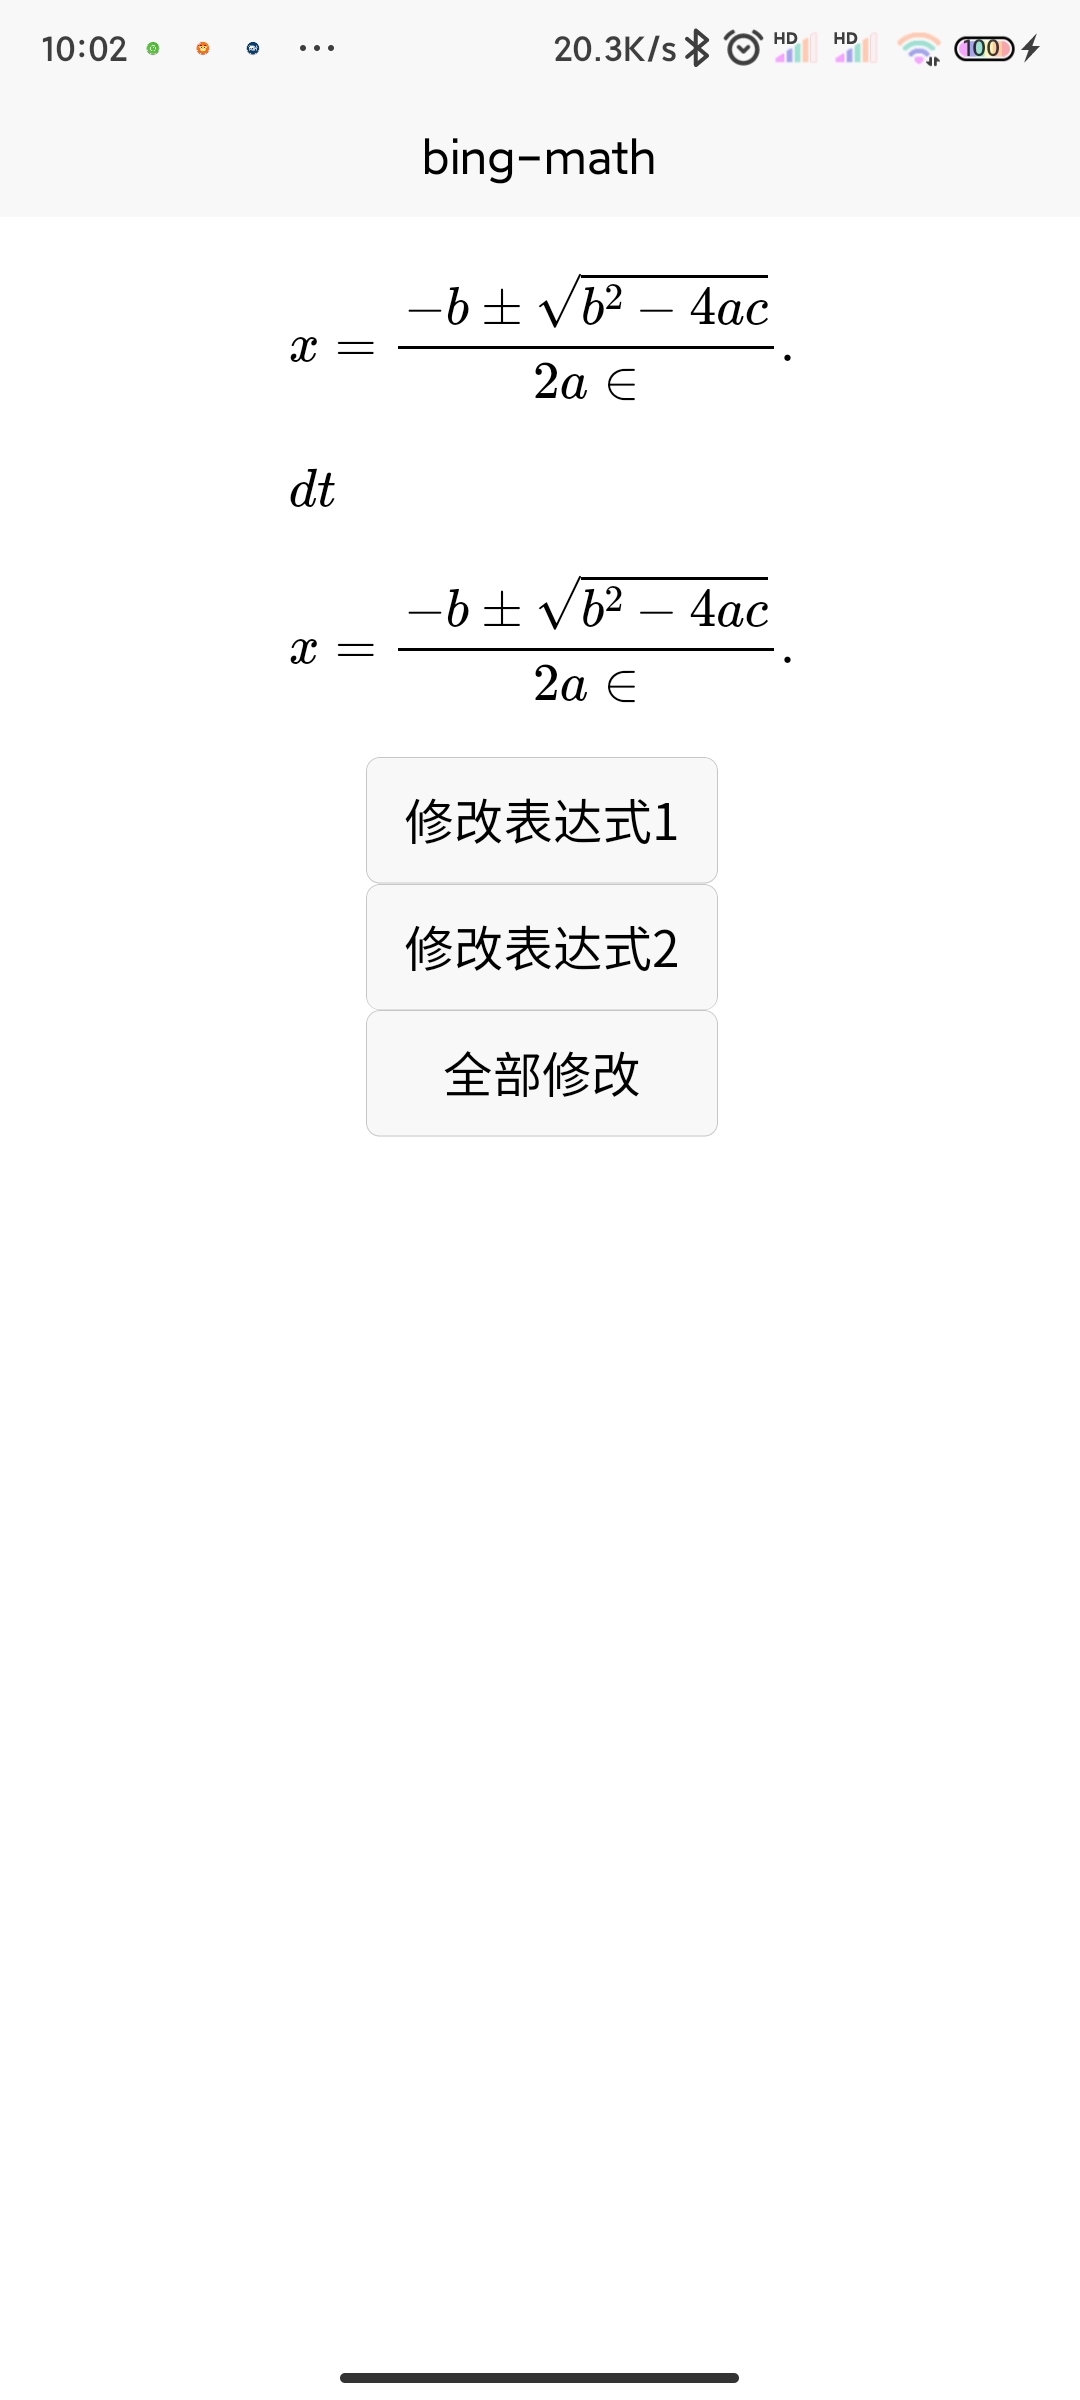 10:02 ... 20.3K/s HD HD 100
bing-math
x = \frac{-b \pm \sqrt{b^2 - 4ac}}{2a \in}.
dt
x = \frac{-b \pm \sqrt{b^2 - 4ac}}{2a \in}.
修改表达式1
修改表达式2
全部修改